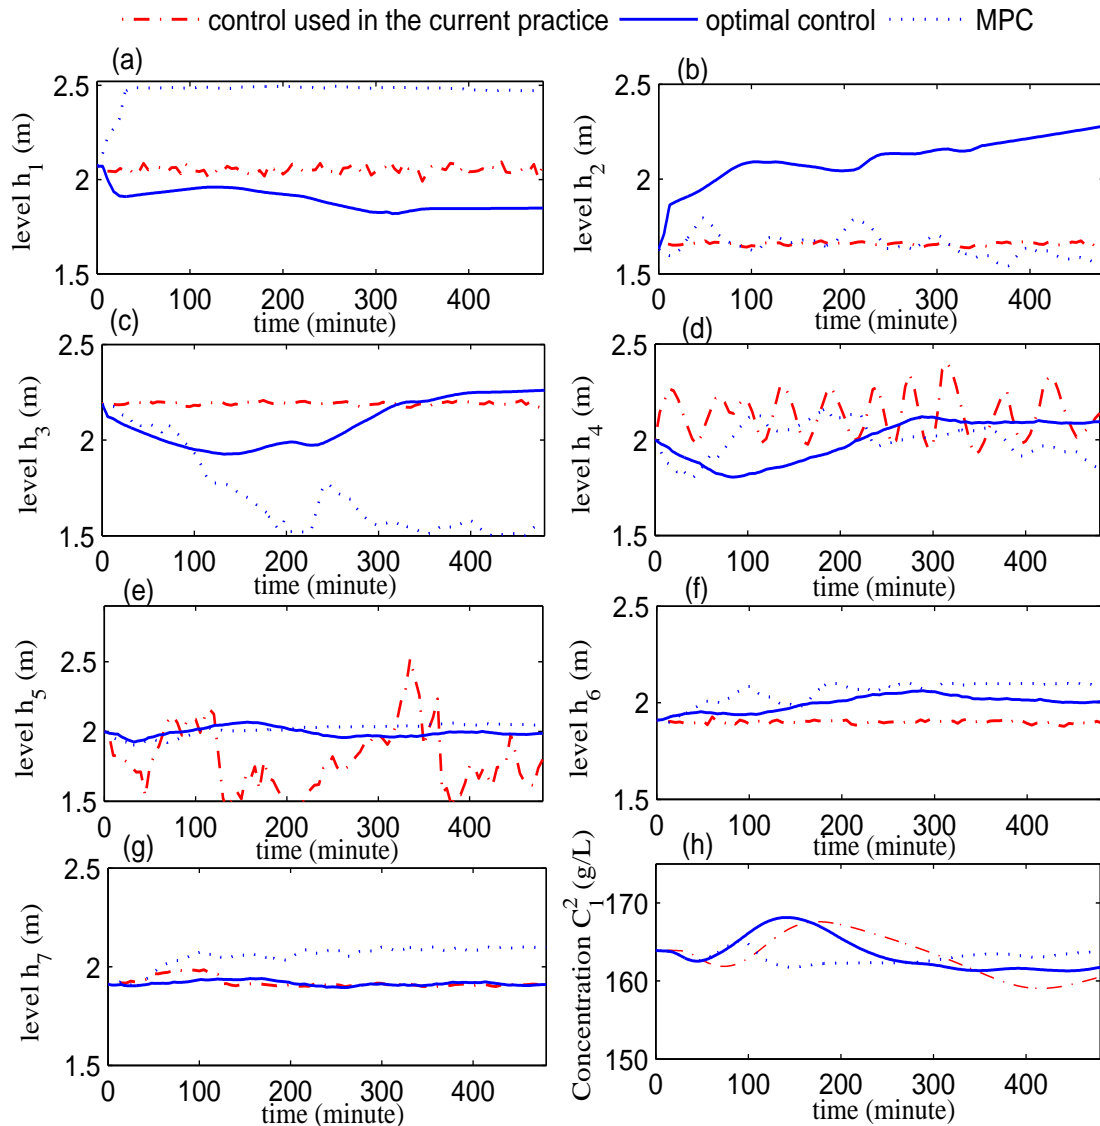 control used in the current practice optimal control MPC
(a) (b)
2.5
2
1.5
level h1 (m)
0 100 200 300 400
time (minute)
2.5
2
1.5
level h2 (m)
0 100 200 300 400
time (minute)
(c) (d)
2.5
2
1.5
level h3 (m)
0 100 200 300 400
time (minute)
2.5
2
1.5
level h4 (m)
0 100 200 300 400
time (minute)
(e) (f)
2.5
2
1.5
level h5 (m)
0 100 200 300 400
time (minute)
2.5
2
1.5
level h6 (m)
0 100 200 300 400
time (minute)
(g) (h)
2.5
2
1.5
level h7 (m)
0 100 200 300 400
time (minute)
170
160
150
Concentration C1^2 (g/L)
0 100 200 300 400
time (minute)